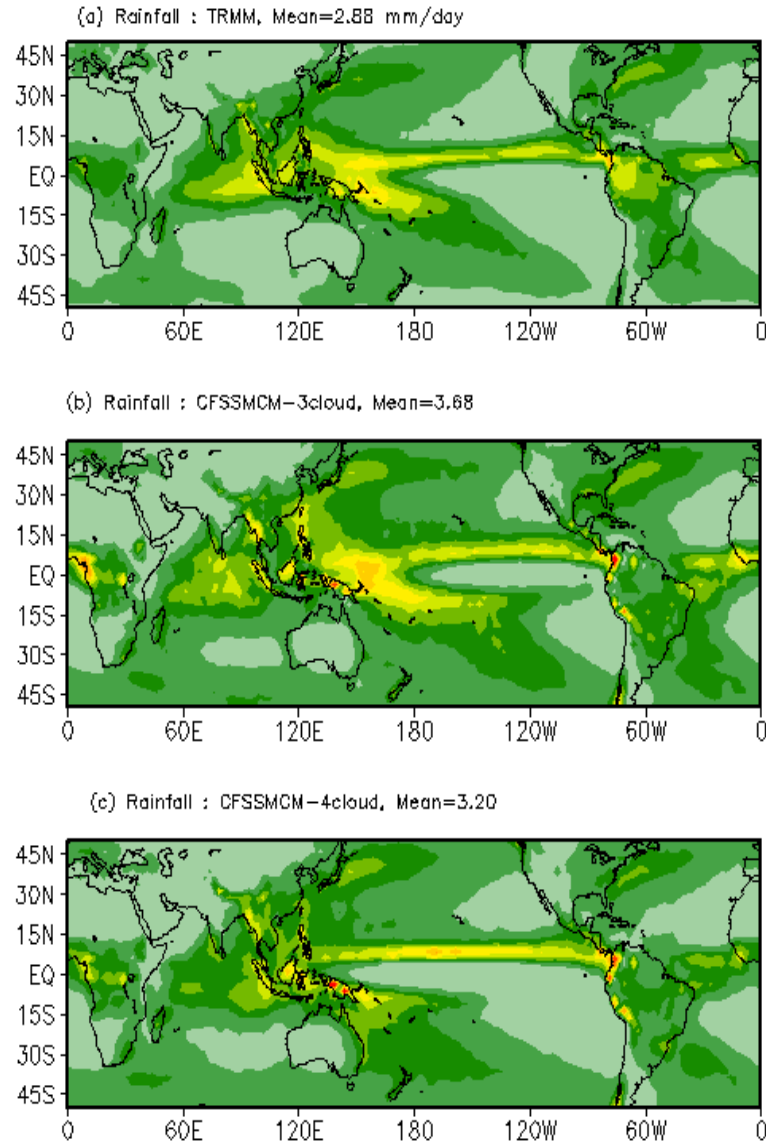 (a) Rainfall : TRMM, Mean=2.88 mm/day
45N
30N
15N
EQ
15S
30S
45S
0 60E 120E 180 120W 60W 0
(b) Rainfall : CFSSMCM-3cloud, Mean=3.68
45N
30N
15N
EQ
15S
30S
45S
0 60E 120E 180 120W 60W 0
(c) Rainfall : CFSSMCM-4cloud, Mean=3.20
45N
30N
15N
EQ
15S
30S
45S
0 60E 120E 180 120W 60W 0